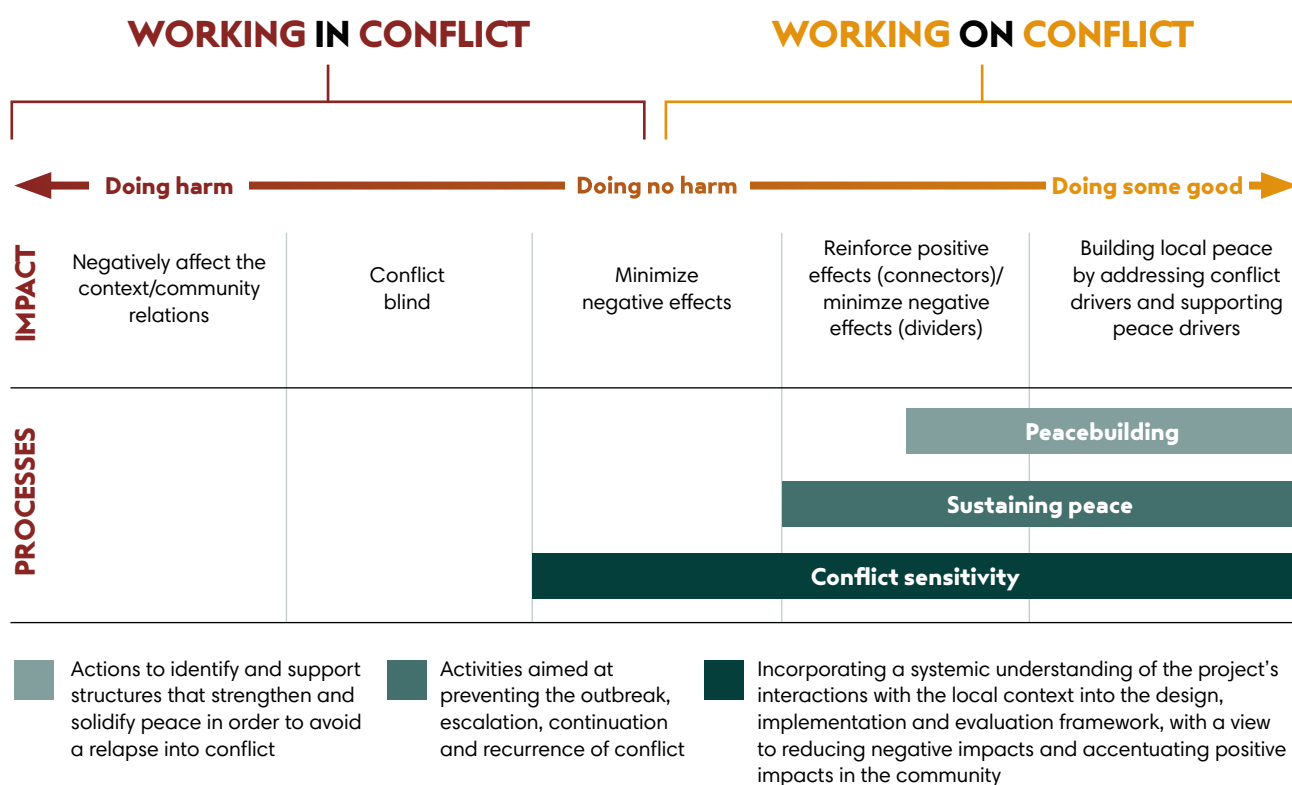 WORKING IN CONFLICT
WORKING ON CONFLICT
Doing harm
Doing no harm
Doing some good
IMPACT
Negatively affect the
context/community
relations
Conflict
blind
Minimize
negative effects
Reinforce positive
effects (connectors)/
minimze negative
effects (dividers)
Building local peace
by addressing conflict
drivers and supporting
peace drivers
PROCESSES
Peacebuilding
Sustaining peace
Conflict sensitivity
Actions to identify and support
structures that strengthen and
solidify peace in order to avoid
a relapse into conflict
Activities aimed at
preventing the outbreak,
escalation, continuation
and recurrence of conflict
Incorporating a systemic understanding of the project’s
interactions with the local context into the design,
implementation and evaluation framework, with a view
to reducing negative impacts and accentuating positive
impacts in the community